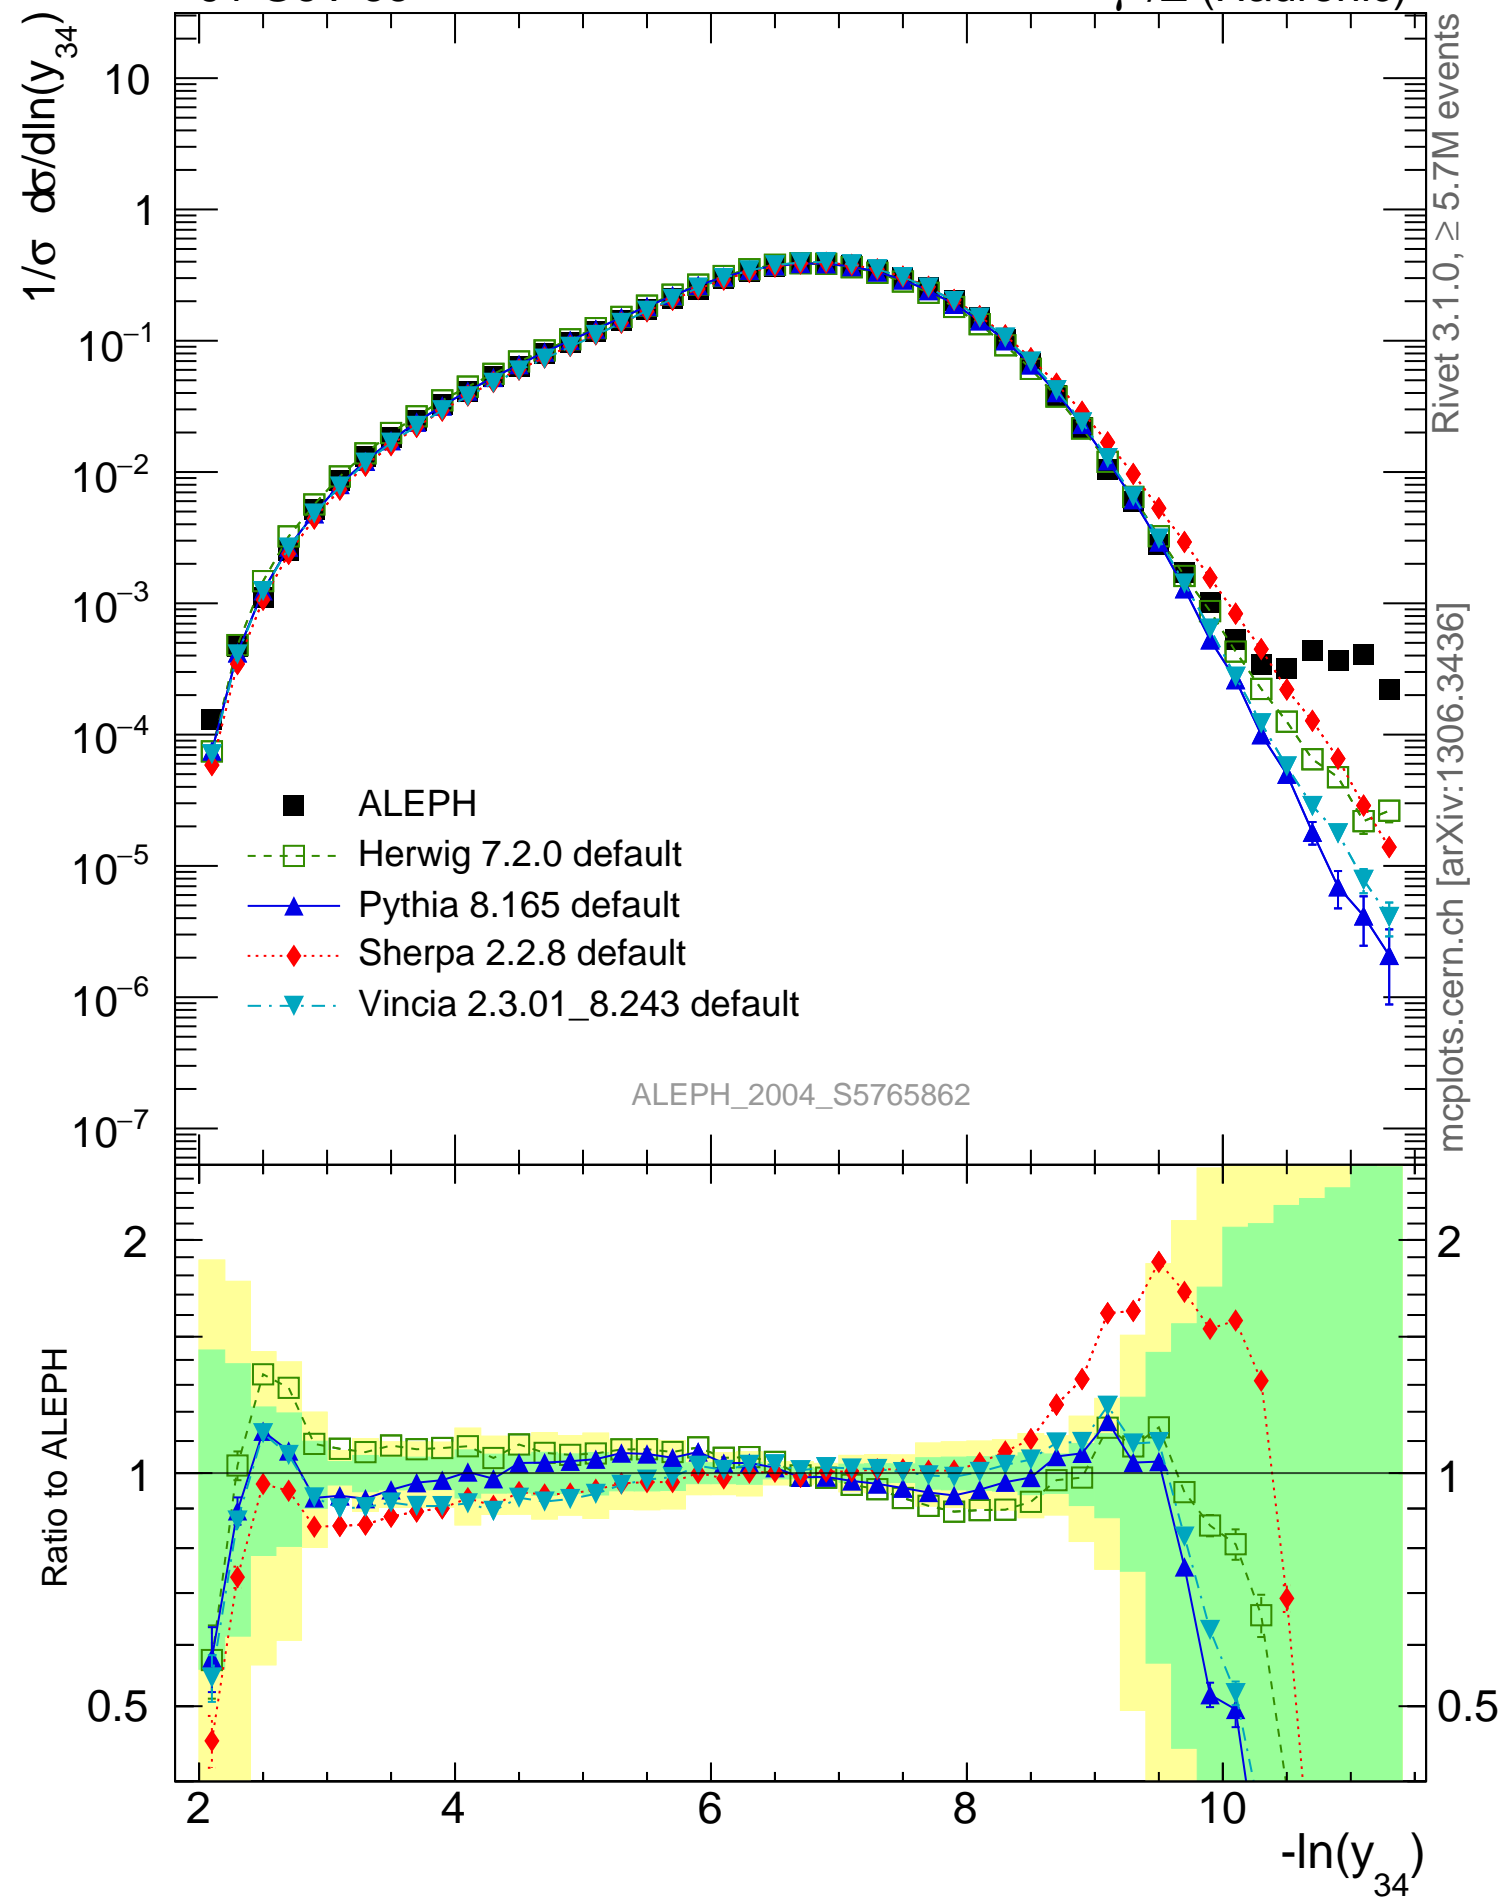 1/σ dσ/dln(y34)
10
1
10−1
10−2
10−3
10−4
10−5
10−6
10−7
ALEPH
Herwig 7.2.0 default
Pythia 8.165 default
Sherpa 2.2.8 default
Vincia 2.3.01_8.243 default
ALEPH_2004_S5765862
Rivet 3.1.0, ≥ 5.7M events
mcplots.cern.ch [arXiv:1306.3436]
Ratio to ALEPH
2
1
0.5
2
1
0.5
2 4 6 8 10
-ln(y34)